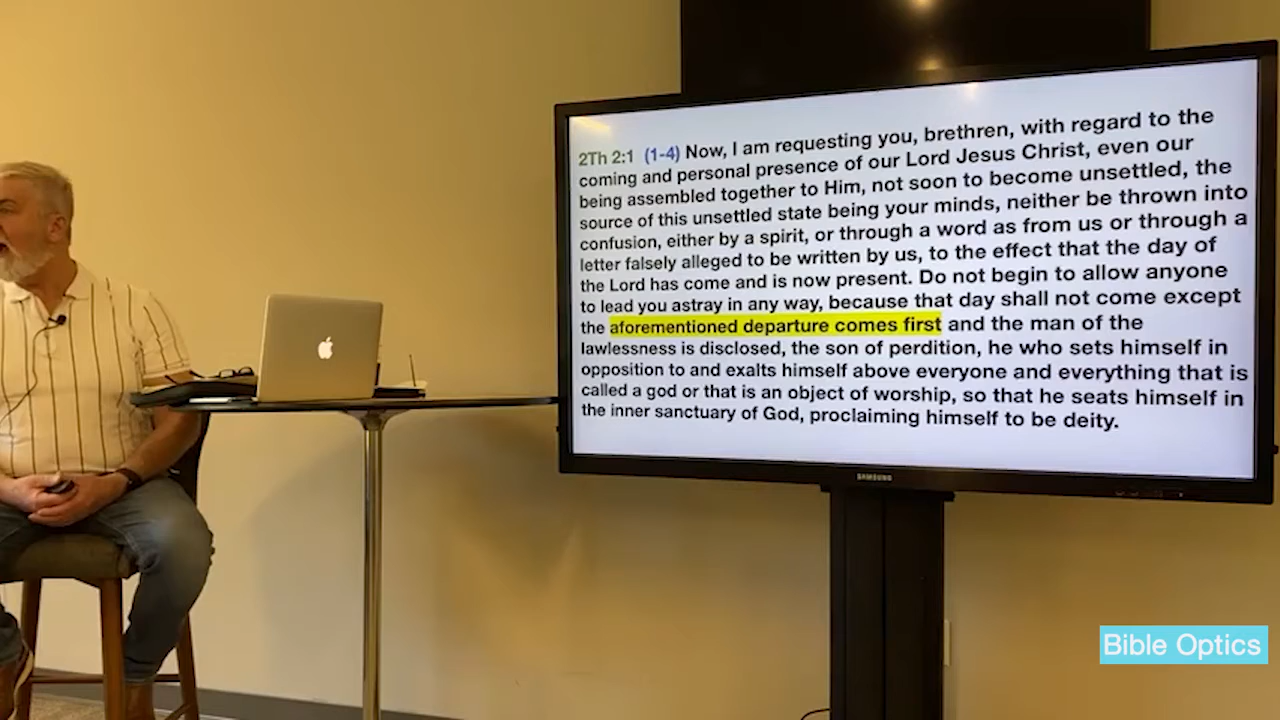 2Th 2:1 (1-4) Now, I am requesting you, brethren, with regard to the
coming and personal presence of our Lord Jesus Christ, even our
being assembled together to Him, not soon to become unsettled, the
source of this unsettled state being your minds, neither be thrown into
confusion, either by a spirit, or through a word as from us or through a
letter falsely alleged to be written by us, to the effect that the day of
the Lord has come and is now present. Do not begin to allow anyone
to lead you astray in any way, because that day shall not come except
the aforementioned departure comes first and the man of the
lawlessness is disclosed, the son of perdition, he who sets himself in
opposition to and exalts himself above everyone and everything that is
called a god or that is an object of worship, so that he seats himself in
the inner sanctuary of God, proclaiming himself to be deity.
SAMSUNG
Bible Optics